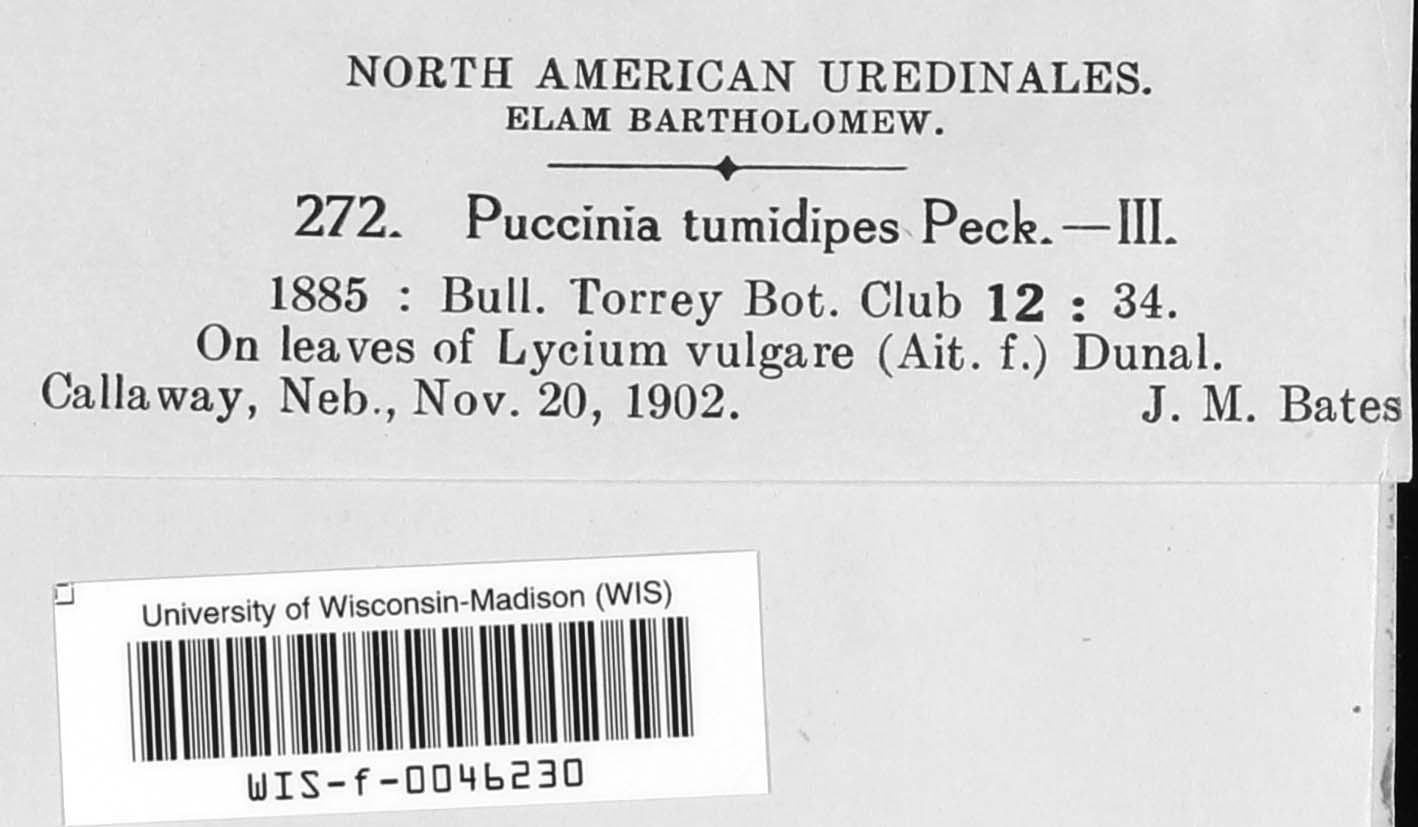 NORTH AMERICAN UREDINALES.
ELAM BARTHOLOMEW.
272. Puccinia tumidipes Peck.—III.
1885 : Bull. Torrey Bot. Club 12 : 34.
On leaves of Lycium vulgare (Ait. f.) Dunal.
Callaway, Neb., Nov. 20, 1902. J. M. Bates
University of Wisconsin-Madison (WIS)
WIS-f-0046230